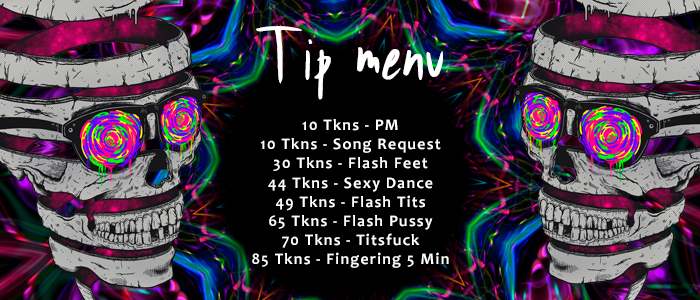 Tip menu
10 Tkns - PM
10 Tkns - Song Request
30 Tkns - Flash Feet
44 Tkns - Sexy Dance
49 Tkns - Flash Tits
65 Tkns - Flash Pussy
70 Tkns - Titsfuck
85 Tkns - Fingering 5 Min